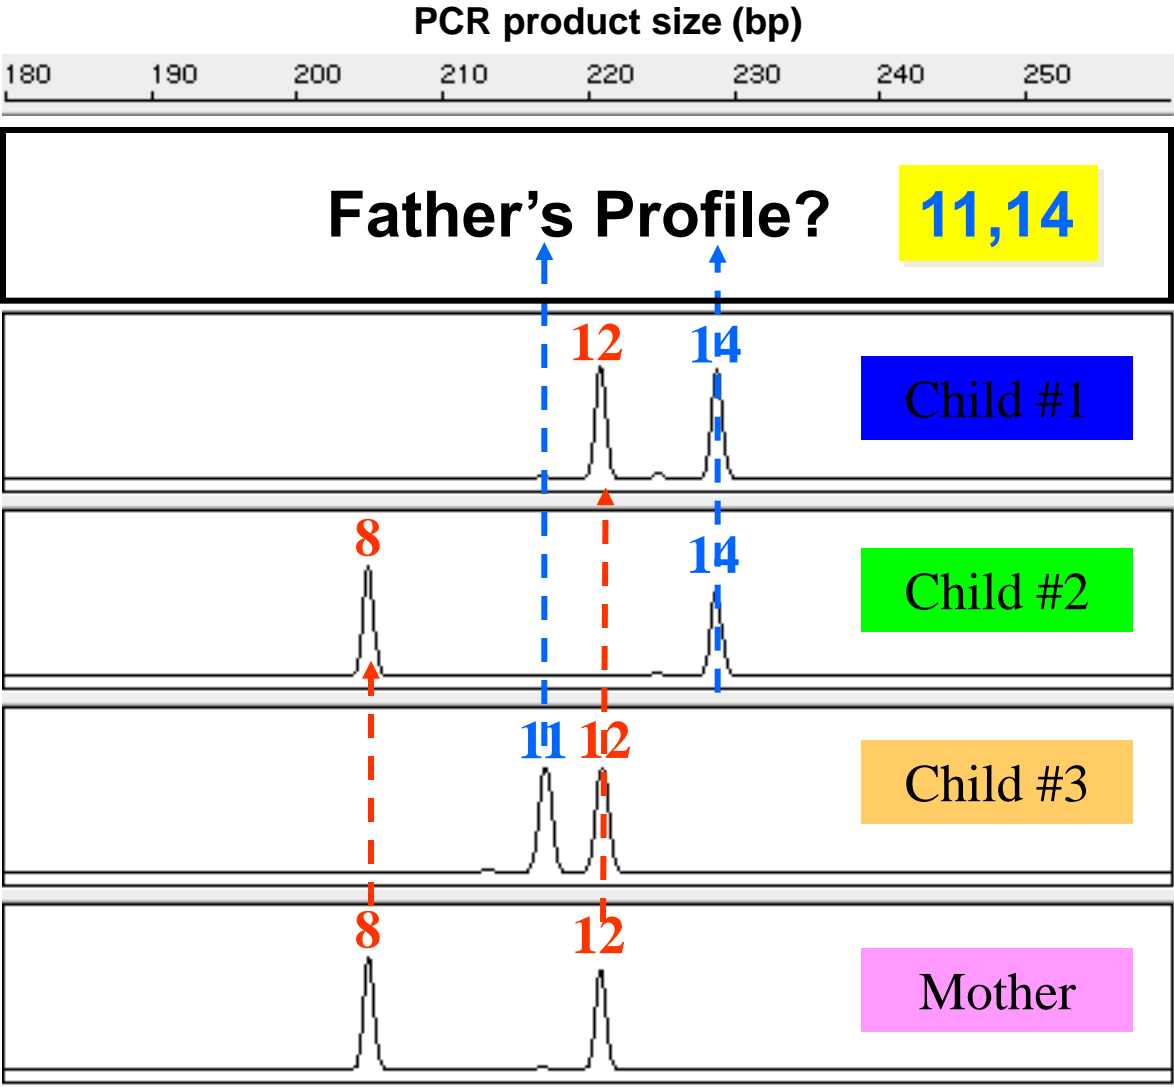 PCR product size (bp)
180 190 200 210 220 230 240 250
Father’s Profile? 11,14
12 14
Child #1
8 14
Child #2
11 12
Child #3
8 12
Mother